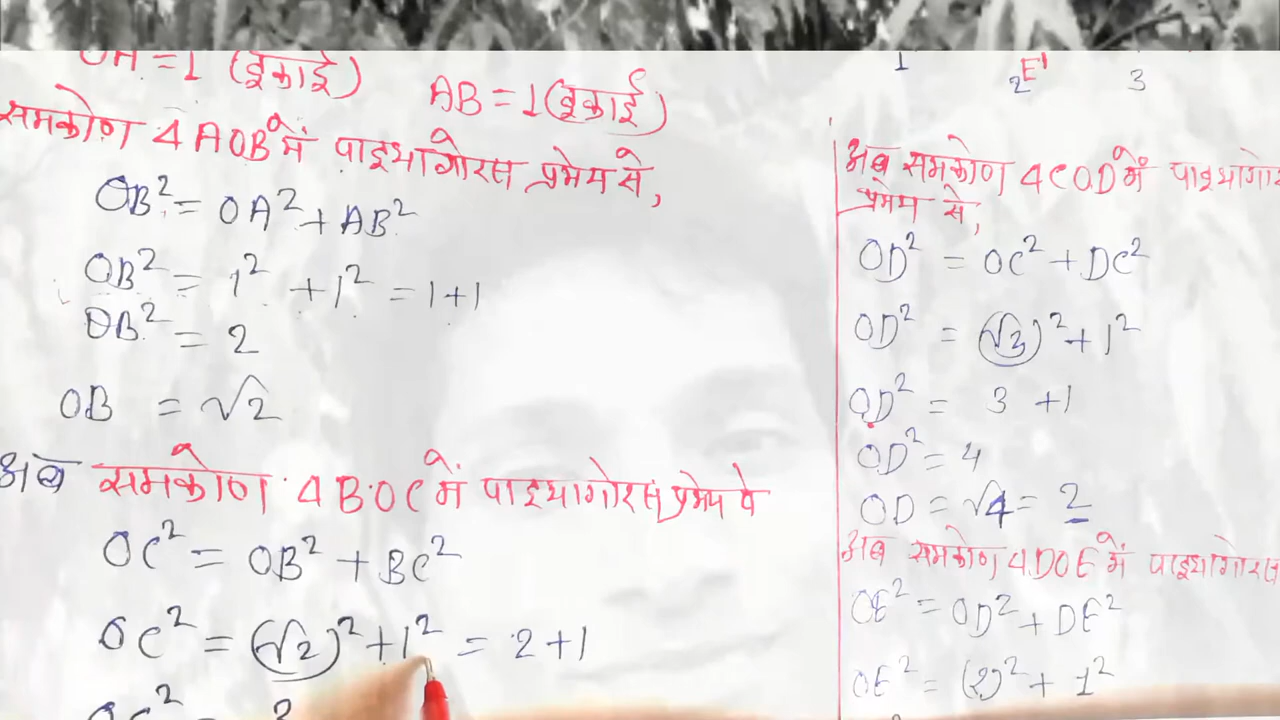 OA = 1 (इकाई)
AB = 1 (इकाई)
समकोण △AOB में पाइथागोरस प्रमेय से,
OB² = OA² + AB²
OB² = 1² + 1² = 1+1
OB² = 2
OB = √2
अब समकोण △BOC में पाइथागोरस प्रमेय से
OC² = OB² + BC²
OC² = (√2)² + 1² = 2+1
OC² = 3
1 2 E' 3
अब समकोण △COD में पाइथागोर
प्रमेय से,
OD² = OC² + DC²
OD² = (√3)² + 1²
OD² = 3 +1
OD² = 4
OD = √4 = 2
अब समकोण △DOE में पाइथागोरस
OE² = OD² + DE²
OE² = (2)² + 1²